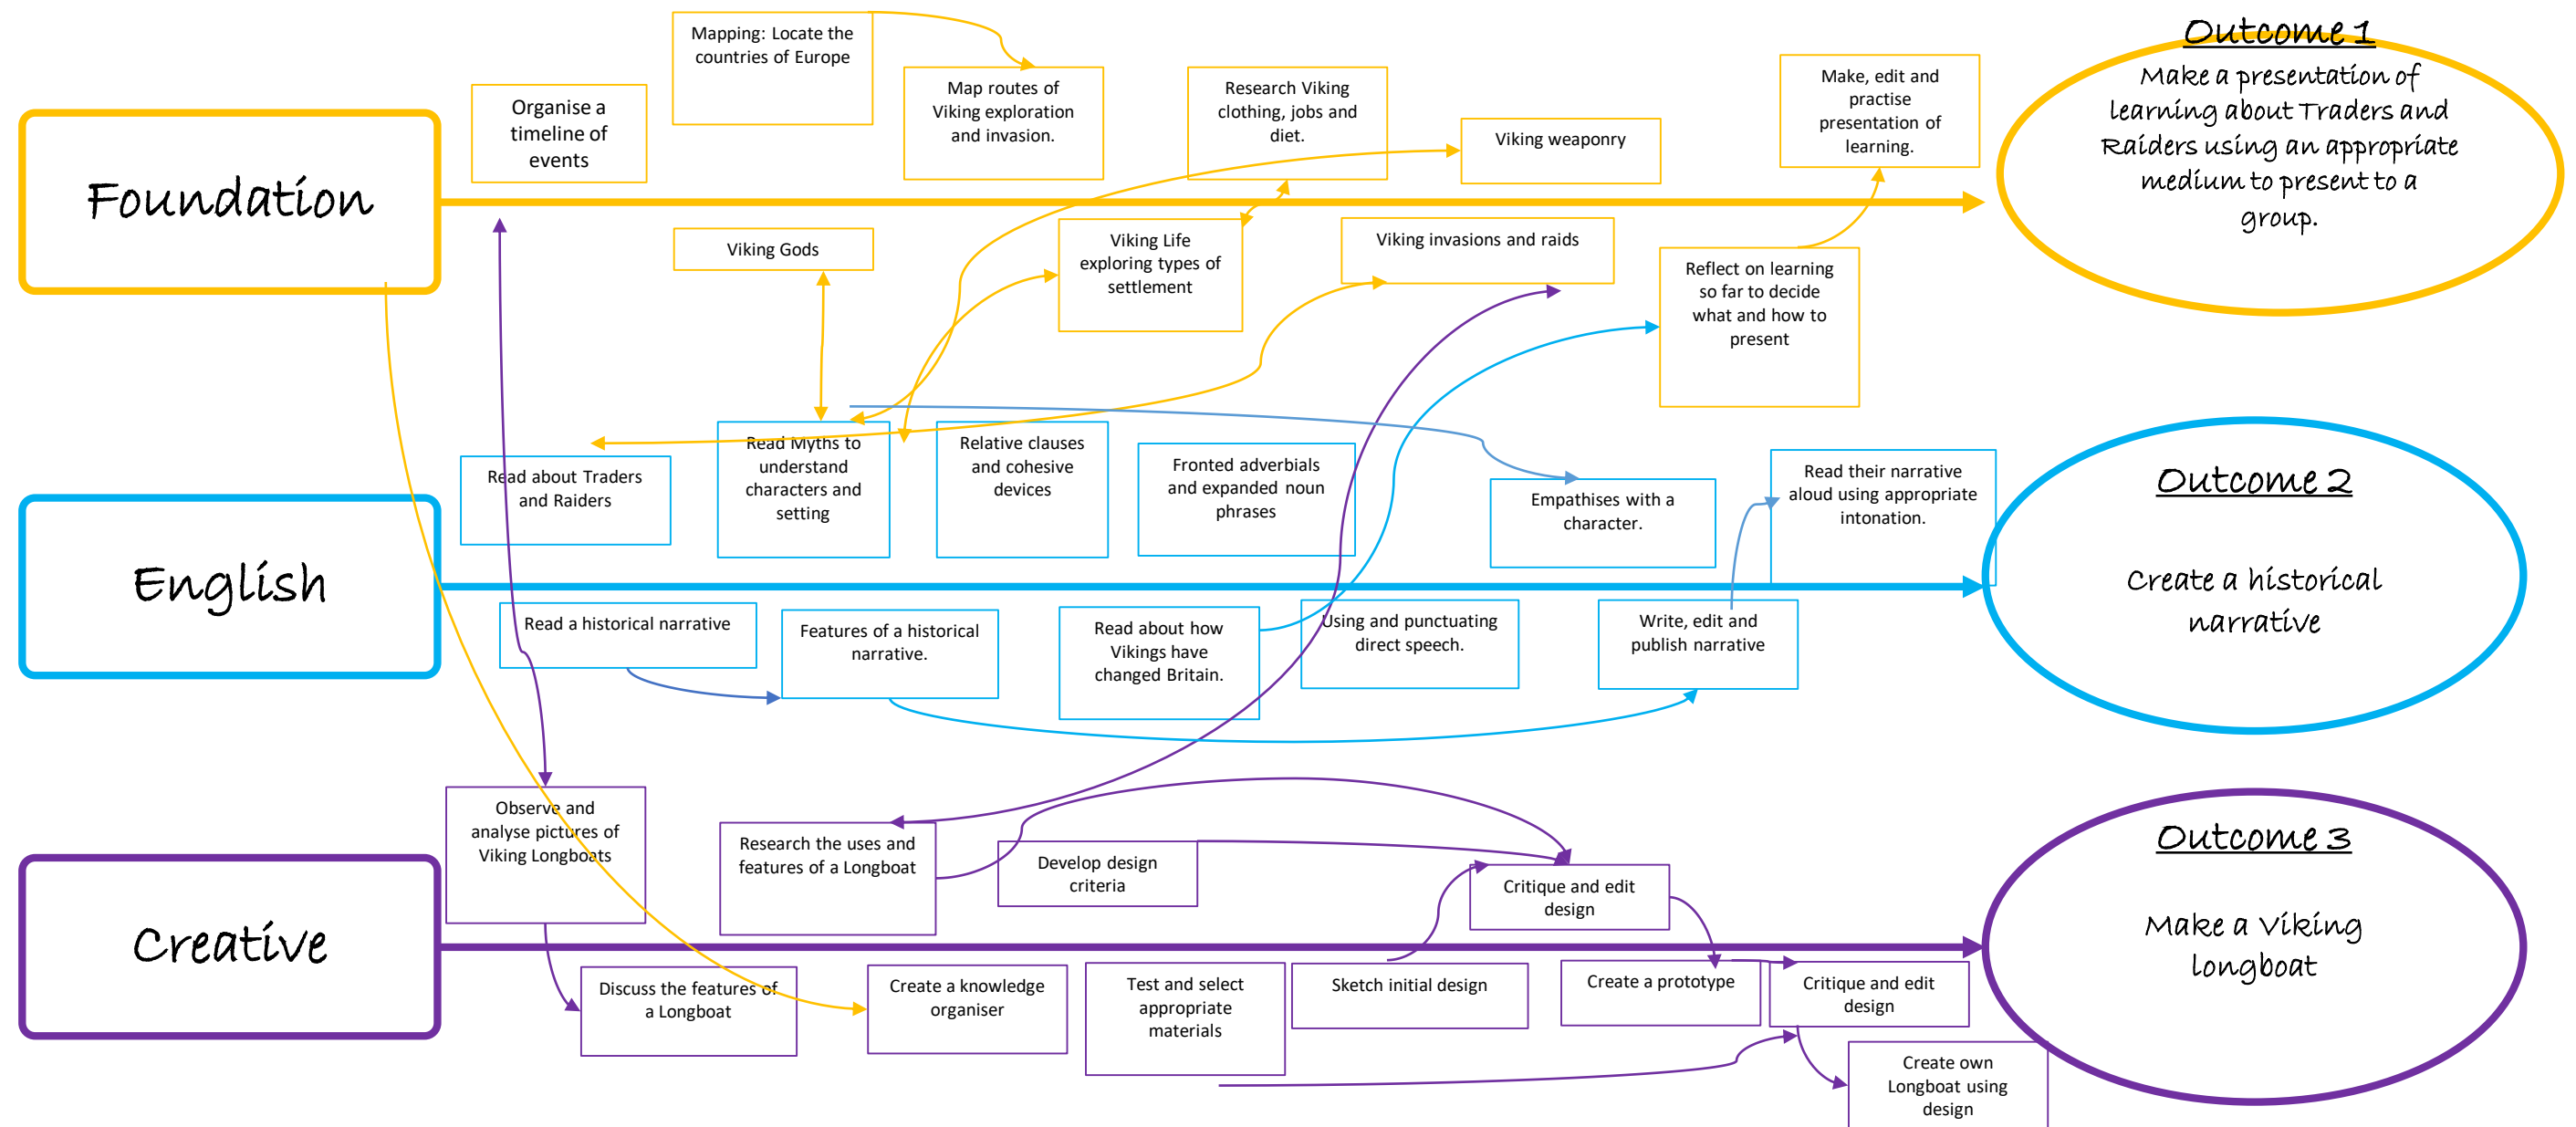 Foundation
Organise a
timeline of
events
Mapping: Locate the
countries of Europe
Map routes of
Viking exploration
and invasion.
Research Viking
clothing, jobs and
diet.
Viking weaponry
Make, edit and
practise
presentation of
learning.
Viking Gods
Viking Life
exploring types of
settlement
Viking invasions and raids
Reflect on learning
so far to decide
what and how to
present
Outcome 1
Make a presentation of
learning about Traders and
Raiders using an appropriate
medium to present to a
group.
English
Read about Traders
and Raiders
Read Myths to
understand
characters and
setting
Relative clauses
and cohesive
devices
Fronted adverbials
and expanded noun
phrases
Empathises with a
character.
Read their narrative
aloud using appropriate
intonation.
Read a historical narrative
Features of a historical
narrative.
Read about how
Vikings have
changed Britain.
Using and punctuating
direct speech.
Write, edit and
publish narrative
Outcome 2
Create a historical
narrative
Creative
Observe and
analyse pictures of
Viking Longboats
Research the uses and
features of a Longboat
Develop design
criteria
Critique and edit
design
Discuss the features of
a Longboat
Create a knowledge
organiser
Test and select
appropriate
materials
Sketch initial design
Create a prototype
Critique and edit
design
Create own
Longboat using
design
Outcome 3
Make a Viking
longboat